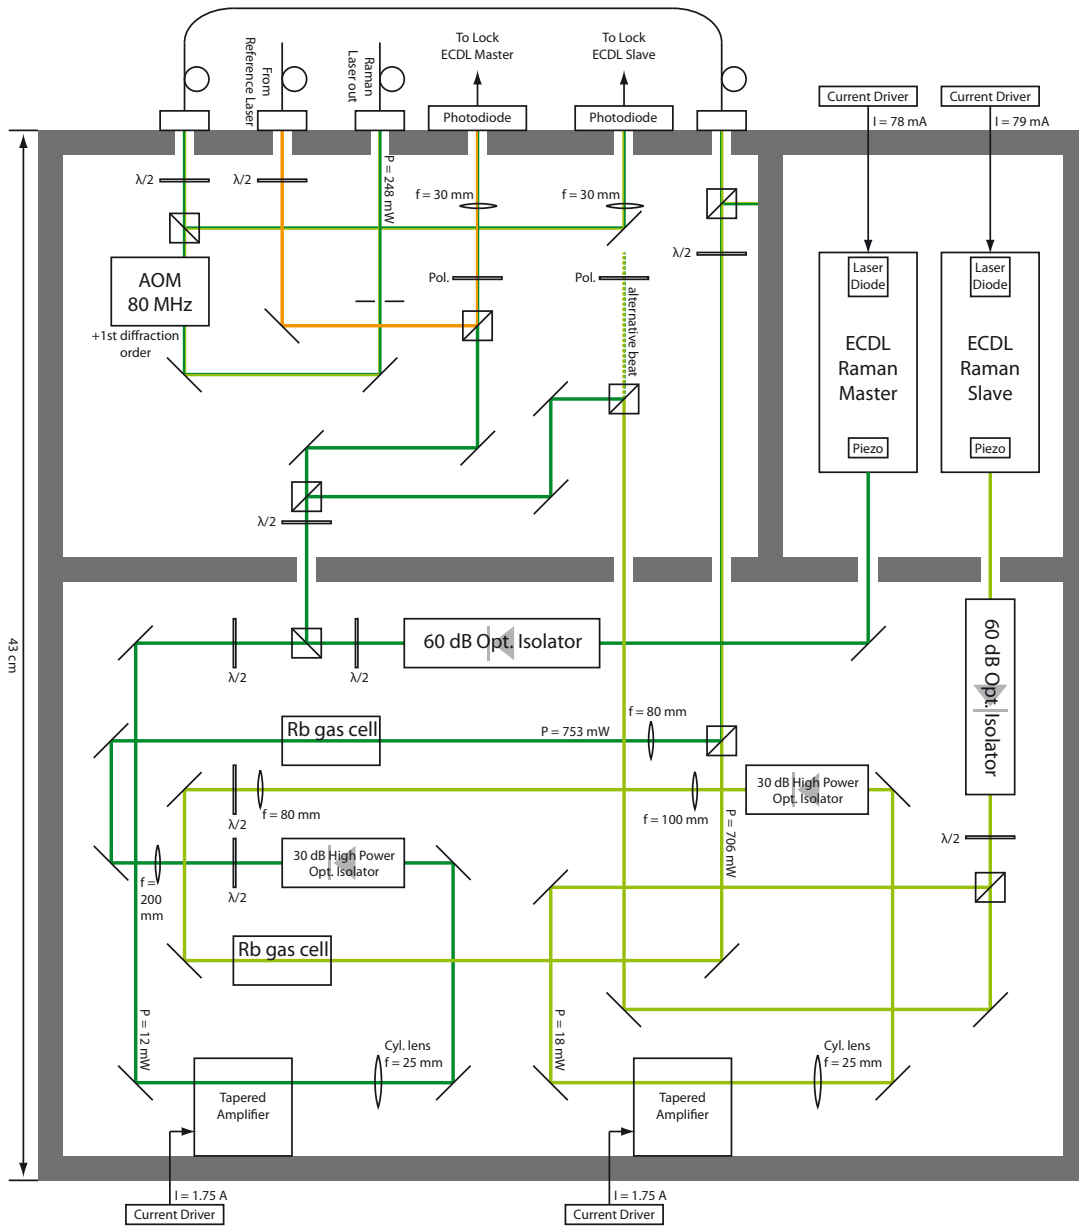 From
Reference Laser
Raman
Laser out
To Lock
ECDL Master
To Lock
ECDL Slave
Current Driver
Current Driver
Photodiode
Photodiode
I = 78 mA
I = 79 mA
λ/2
λ/2
P = 248 mW
f = 30 mm
f = 30 mm
λ/2
AOM
80 MHz
+1st diffraction
order
Pol.
Pol.
alternative beat
Laser
Diode
Laser
Diode
ECDL
Raman
Master
ECDL
Raman
Slave
Piezo
Piezo
λ/2
43 cm
60 dB Opt. Isolator
60 dB Opt. Isolator
λ/2
λ/2
Rb gas cell
P = 753 mW
f = 80 mm
30 dB High Power
Opt. Isolator
f = 80 mm
f = 100 mm
λ/2
P = 706 mW
λ/2
30 dB High Power
Opt. Isolator
f =
200
mm
λ/2
Rb gas cell
P = 12 mW
P = 18 mW
Cyl. lens
f = 25 mm
Cyl. lens
f = 25 mm
Tapered
Amplifier
Tapered
Amplifier
I = 1.75 A
I = 1.75 A
Current Driver
Current Driver